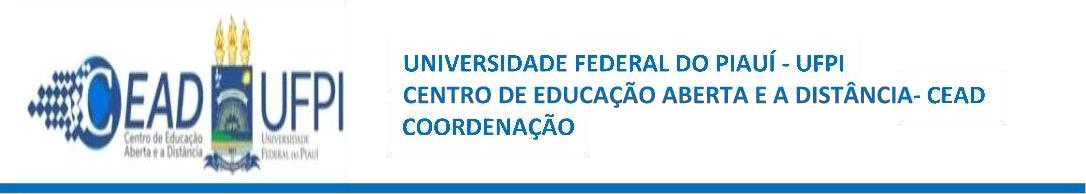 CEAD
Centro de Educação
Aberta e a Distância
UFPI
UNIVERSIDADE
FEDERAL DO PIAUÍ
UNIVERSIDADE FEDERAL DO PIAUÍ - UFPI
CENTRO DE EDUCAÇÃO ABERTA E A DISTÂNCIA- CEAD
COORDENAÇÃO